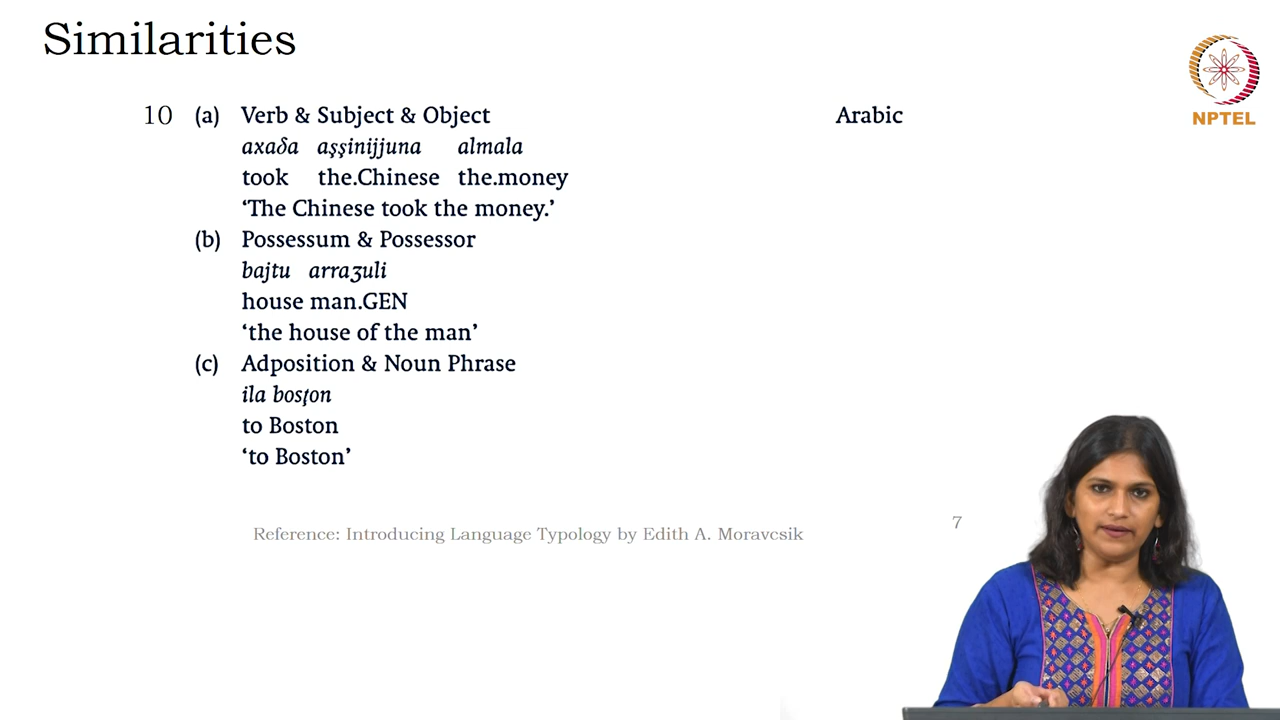 Similarities
NPTEL
10 (a) Verb & Subject & Object Arabic
axaδa aṣṣinijjuna almala
took the.Chinese the.money
‘The Chinese took the money.’
(b) Possessum & Possessor
bajtu arraʒuli
house man.GEN
‘the house of the man’
(c) Adposition & Noun Phrase
ila bosṭon
to Boston
‘to Boston’
Reference: Introducing Language Typology by Edith A. Moravcsik
7